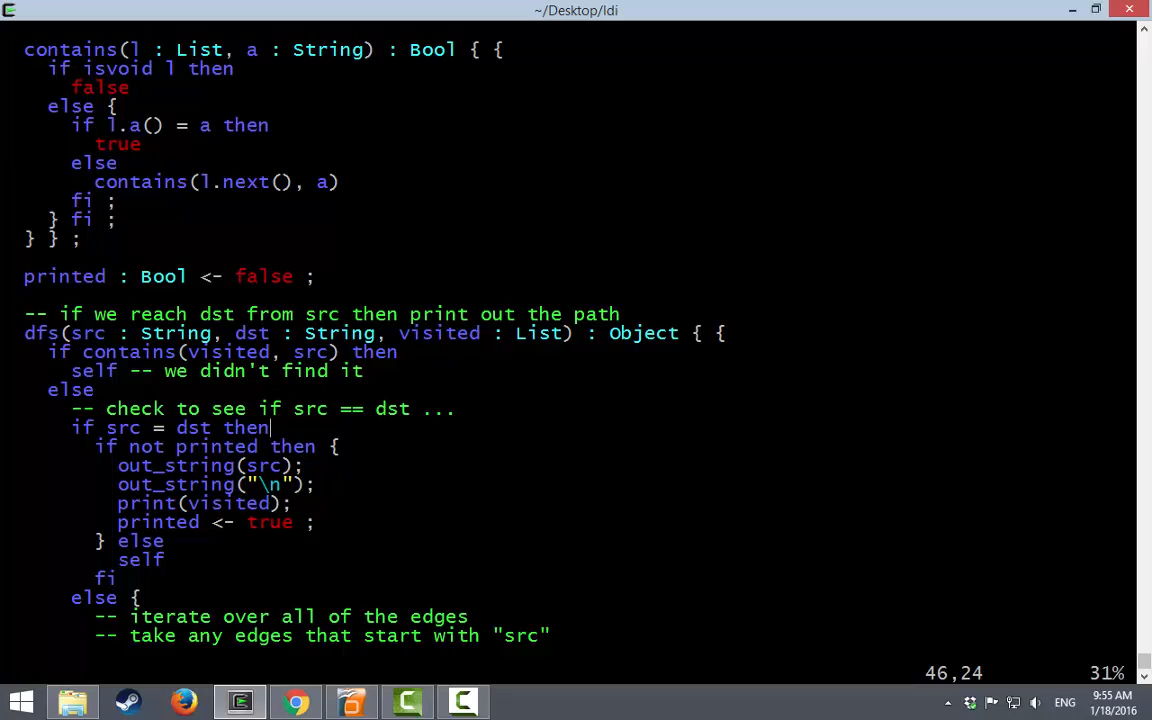 ~/Desktop/ldi
contains(l : List, a : String) : Bool { {
if isvoid l then
false
else {
if l.a() = a then
true
else
contains(l.next(), a)
fi ;
} fi ;
} } ;
printed : Bool <- false ;
-- if we reach dst from src then print out the path
dfs(src : String, dst : String, visited : List) : Object { {
if contains(visited, src) then
self -- we didn't find it
else
-- check to see if src == dst ...
if src = dst then
if not printed then {
out_string(src);
out_string("\n");
print(visited);
printed <- true ;
} else
self
fi
else {
-- iterate over all of the edges
-- take any edges that start with "src"
46,24 31%
ENG
9:55 AM
1/18/2016